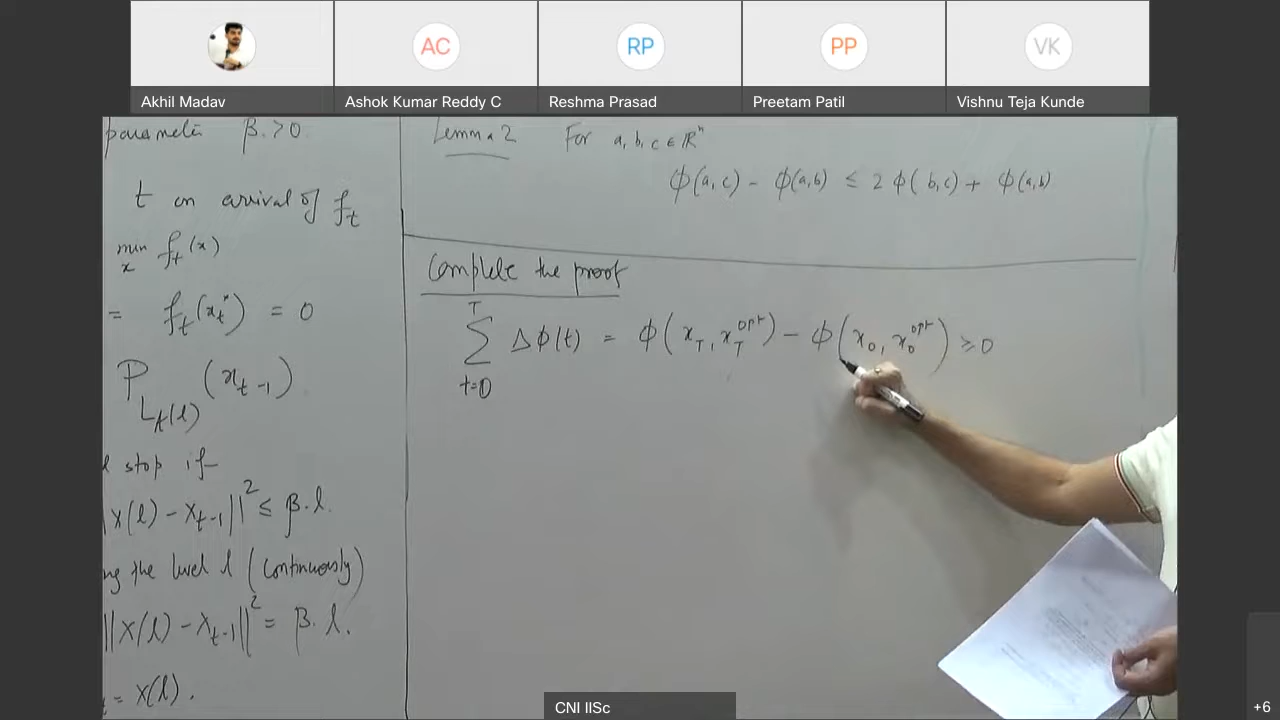 AC
RP
PP
VK
Akhil Madav
Ashok Kumar Reddy C
Reshma Prasad
Preetam Patil
Vishnu Teja Kunde
parameter β > 0
t on arrival of f_t
min_x f_t(x)
= f_t(x_t^*) = 0
P_{L_t(l)} (x_{t-1})
stop if
||x(l) - x_{t-1}||^2 ≤ β.l.
the level l (continuously)
||x(l) - x_{t-1}||^2 = β.l.
= x(l).
Lemma 2 For a, b, c ∈ R^n
ϕ(a,c) - ϕ(a,b) ≤ 2 ϕ(b,c) + ϕ(a,b)
Complete the proof
∑_{t=0}^{T} Δϕ(t) = ϕ(x_T, x_T^{opt}) - ϕ(x_0, x_0^{opt}) ≥ 0
CNI IISc
+6